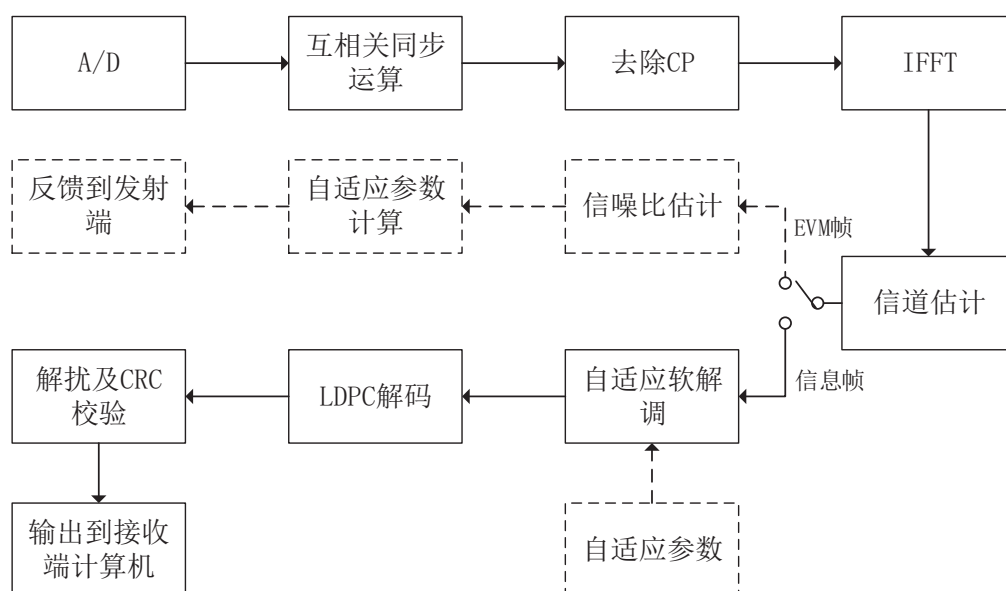 A/D
互相关同步
运算
去除CP
IFFT
反馈到发射
端
自适应参数
计算
信噪比估计
EVM帧
信道估计
解扰及CRC
校验
LDPC解码
自适应软解
调
信息帧
输出到接收
端计算机
自适应参数